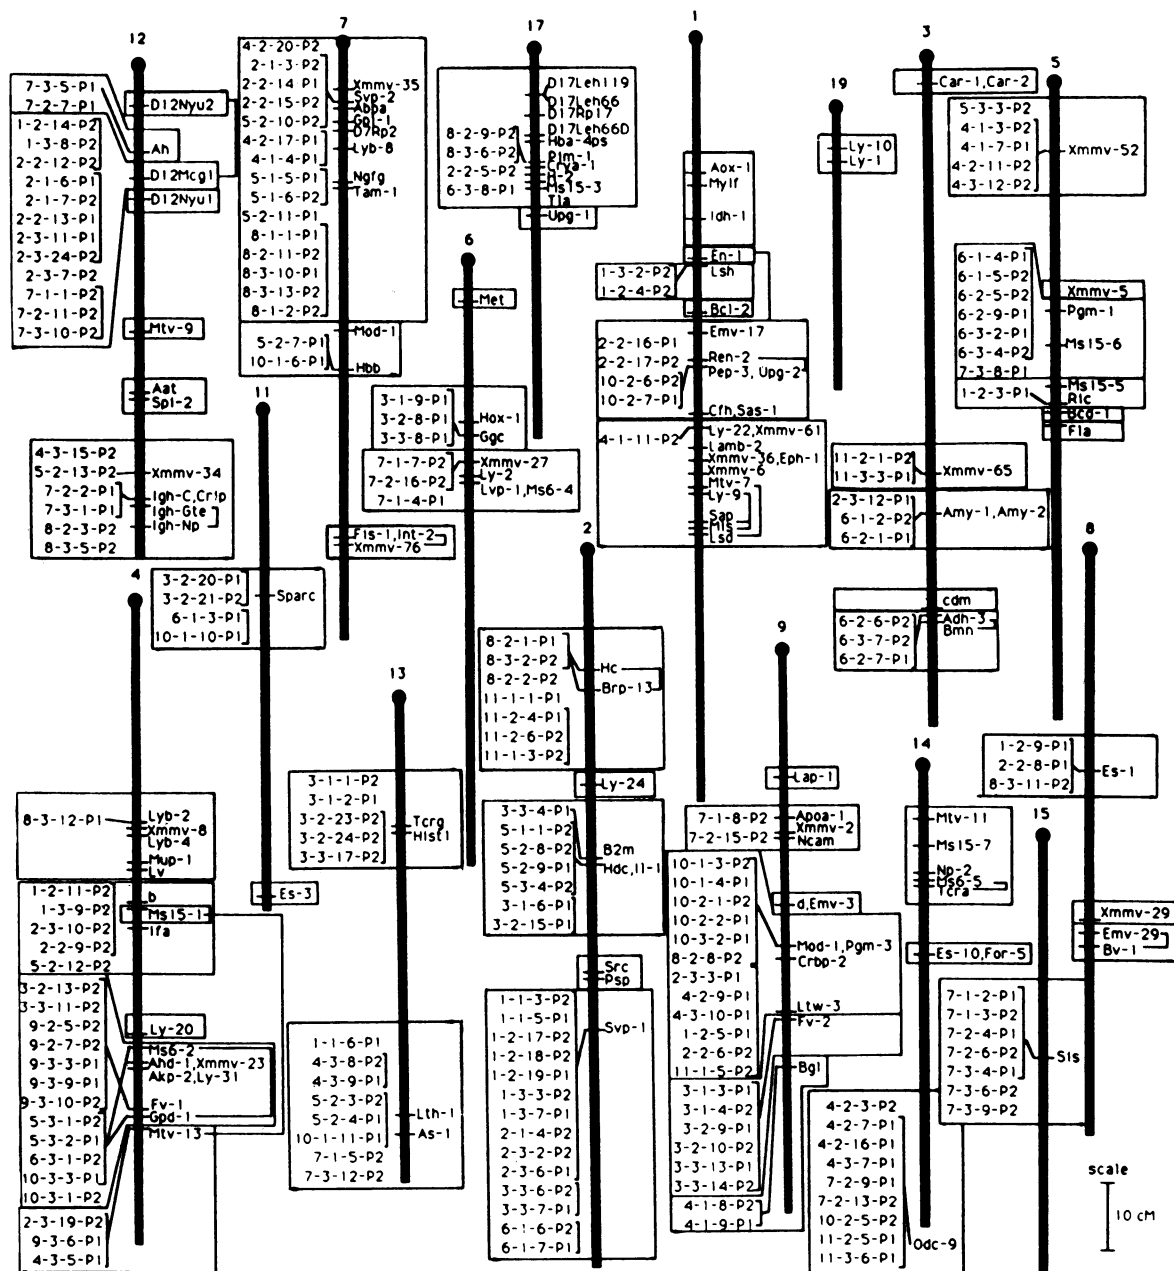 12
7-3-5-P1
7-2-7-P1
1-2-14-P2
1-3-8-P2
2-2-12-P2
2-1-6-P1
2-1-7-P2
2-2-13-P1
2-3-11-P1
2-3-24-P2
2-3-7-P2
7-1-1-P2
7-2-11-P2
7-3-10-P2
D12Nyu2
Ah
D12Mcg1
D12Nyu1
Mtv-9
Aat
Spl-2
4-3-15-P2
5-2-13-P2
7-2-2-P1
7-3-1-P1
8-2-3-P2
8-3-5-P2
Xmmv-34
Igh-C,Crip
Igh-Gte
Igh-Np
7
4-2-20-P2
2-1-3-P2
2-2-14 P1
2-2-15-P2
5-2-10-P2
4-2-17-P1
4-1-4-P1
5-1-5-P1
5-1-6-P2
5-2-11-P1
8-1-1-P1
8-2-11-P2
8-3-10-P1
8-3-13-P2
8-1-2-P2
5-2-7-P1
10-1-6-P1
Xmmv-35
Svp-2
Abpa
Gpi-1
D7Rp2
Lyb-8
Ngfg
Tam-1
Mod-1
Hbb
Fis-1,Int-2
Xmmv-76
17
8-2-9-P2
8-3-6-P2
2-2-5-P2
6-3-8-P1
D17Leh119
D17Leh66
D17Rp17
D17Leh66D
Hba-4ps
Pim-1
Crya-1
H-2
Ms15-3
Tla
Upg-1
1
Aox-1
Mylf
Idh-1
En-1
1-3-2-P2
1-2-4-P2
Lsh
Bcl-2
2-2-16-P1
2-2-17-P2
10-2-6-P2
10-2-7-P1
Emv-17
Ren-2
Pep-3, Upg-2
Cfh,Sas-1
4-1-11-P2
Ly-22,Xmmv-61
Lamb-2
Xmmv-36,Eph-1
Xmmv-6
Mtv-7
Ly-9
Sap
Mls
Lsd
19
Ly-10
Ly-1
3
Car-1,Car-2
11-2-1-P2
11-3-3-P1
Xmmv-65
2-3-12-P1
6-1-2-P2
6-2-1-P1
Amy-1,Amy-2
cdm
6-2-6-P2
6-3-7-P2
6-2-7-P1
Adh-3
Bmn
5
5-3-3-P2
4-1-3-P2
4-1-7-P1
4-2-11-P2
4-3-12-P2
Xmmv-52
6-1-4-P1
6-1-5-P2
6-2-5-P2
6-2-9-P1
6-3-2-P1
6-3-4-P2
7-3-8-P1
1-2-3-P1
Xmmv-5
Pgm-1
Ms15-6
Ms15-5
Ric
Bcd-1
Fla
6
Met
3-1-9-P1
3-2-8-P1
3-3-8-P1
Hox-1
Ggc
7-1-7-P2
7-2-16-P2
7-1-4-P1
Xmmv-27
Ly-2
Lvp-1,Ms6-4
11
3-2-20-P1
3-2-21-P2
6-1-3-P1
10-1-10-P1
Sparc
Es-3
2
8-2-1-P1
8-3-2-P2
8-2-2-P2
11-1-1-P1
11-2-4-P1
11-2-6-P2
11-1-3-P2
Hc
Brp-13
Ly-24
3-3-4-P1
5-1-1-P2
5-2-8-P2
5-2-9-P1
5-3-4-P2
3-1-6-P1
3-2-15-P1
B2m
Hdc,Il-1
Src
Psp
1-1-3-P2
1-1-5-P1
1-2-17-P2
1-2-18-P2
1-2-19-P1
1-3-3-P2
1-3-7-P1
2-1-4-P2
2-3-2-P2
2-3-6-P1
3-3-6-P2
3-3-7-P1
6-1-6-P2
6-1-7-P1
Svp-1
8
1-2-9-P1
2-2-8-P1
8-3-11-P2
Es-1
Xmmv-29
Emv-29
Bv-1
4
8-3-12-P1
Lyb-2
Xmmv-8
Lyb-4
Mup-1
Lv
1-2-11-P2
1-3-9-P2
2-3-10-P2
2-2-9-P2
5-2-12-P2
b
Ms15-1
Ifa
3-2-13-P2
3-3-11-P2
9-2-5-P2
9-2-7-P2
9-3-3-P1
9-3-9-P1
9-3-10-P2
5-3-1-P2
5-3-2-P1
6-3-1-P2
10-3-3-P1
10-3-1-P2
Ly-20
Ms6-2
Ahd-1,Xmmv-23
Akp-2,Ly-31
Fv-1
Gpd-1
Mtv-13
2-3-19-P2
9-3-6-P1
4-3-5-P1
13
3-1-1-P2
3-1-2-P1
3-2-23-P2
3-2-24-P2
3-3-17-P2
Tcrg
Hist1
1-1-6-P1
4-3-8-P2
4-3-9-P1
5-2-3-P2
5-2-4-P1
10-1-11-P1
7-1-5-P2
7-3-12-P2
Lth-1
As-1
9
Lap-1
7-1-8-P2
7-2-15-P2
Apoa-1
Xmmv-2
Ncam
10-1-3-P2
10-1-4-P1
10-2-1-P2
10-2-2-P1
10-3-2-P1
8-2-8-P2
2-3-3-P1
4-2-9-P1
4-3-10-P1
1-2-5-P1
2-2-6-P2
11-1-5-P2
d,Emv-3
Mod-1,Pgm-3
Crbp-2
Ltw-3
Fv-2
Bgl
3-1-3-P1
3-1-4-P2
3-2-9-P1
3-2-10-P2
3-3-13-P1
3-3-14-P2
4-1-8-P2
4-1-9-P1
14
Mtv-11
Ms15-7
Np-2
Ms6-5
Tcra
Es-10,For-5
4-2-3-P2
4-2-7-P1
4-2-16-P1
4-3-7-P1
7-2-9-P1
7-2-13-P2
10-2-5-P2
11-2-5-P1
11-3-6-P1
Odc-9
15
7-1-2-P1
7-1-3-P2
7-2-4-P1
7-2-6-P2
7-3-4-P1
7-3-6-P2
7-3-9-P2
Sis
scale
10 cM